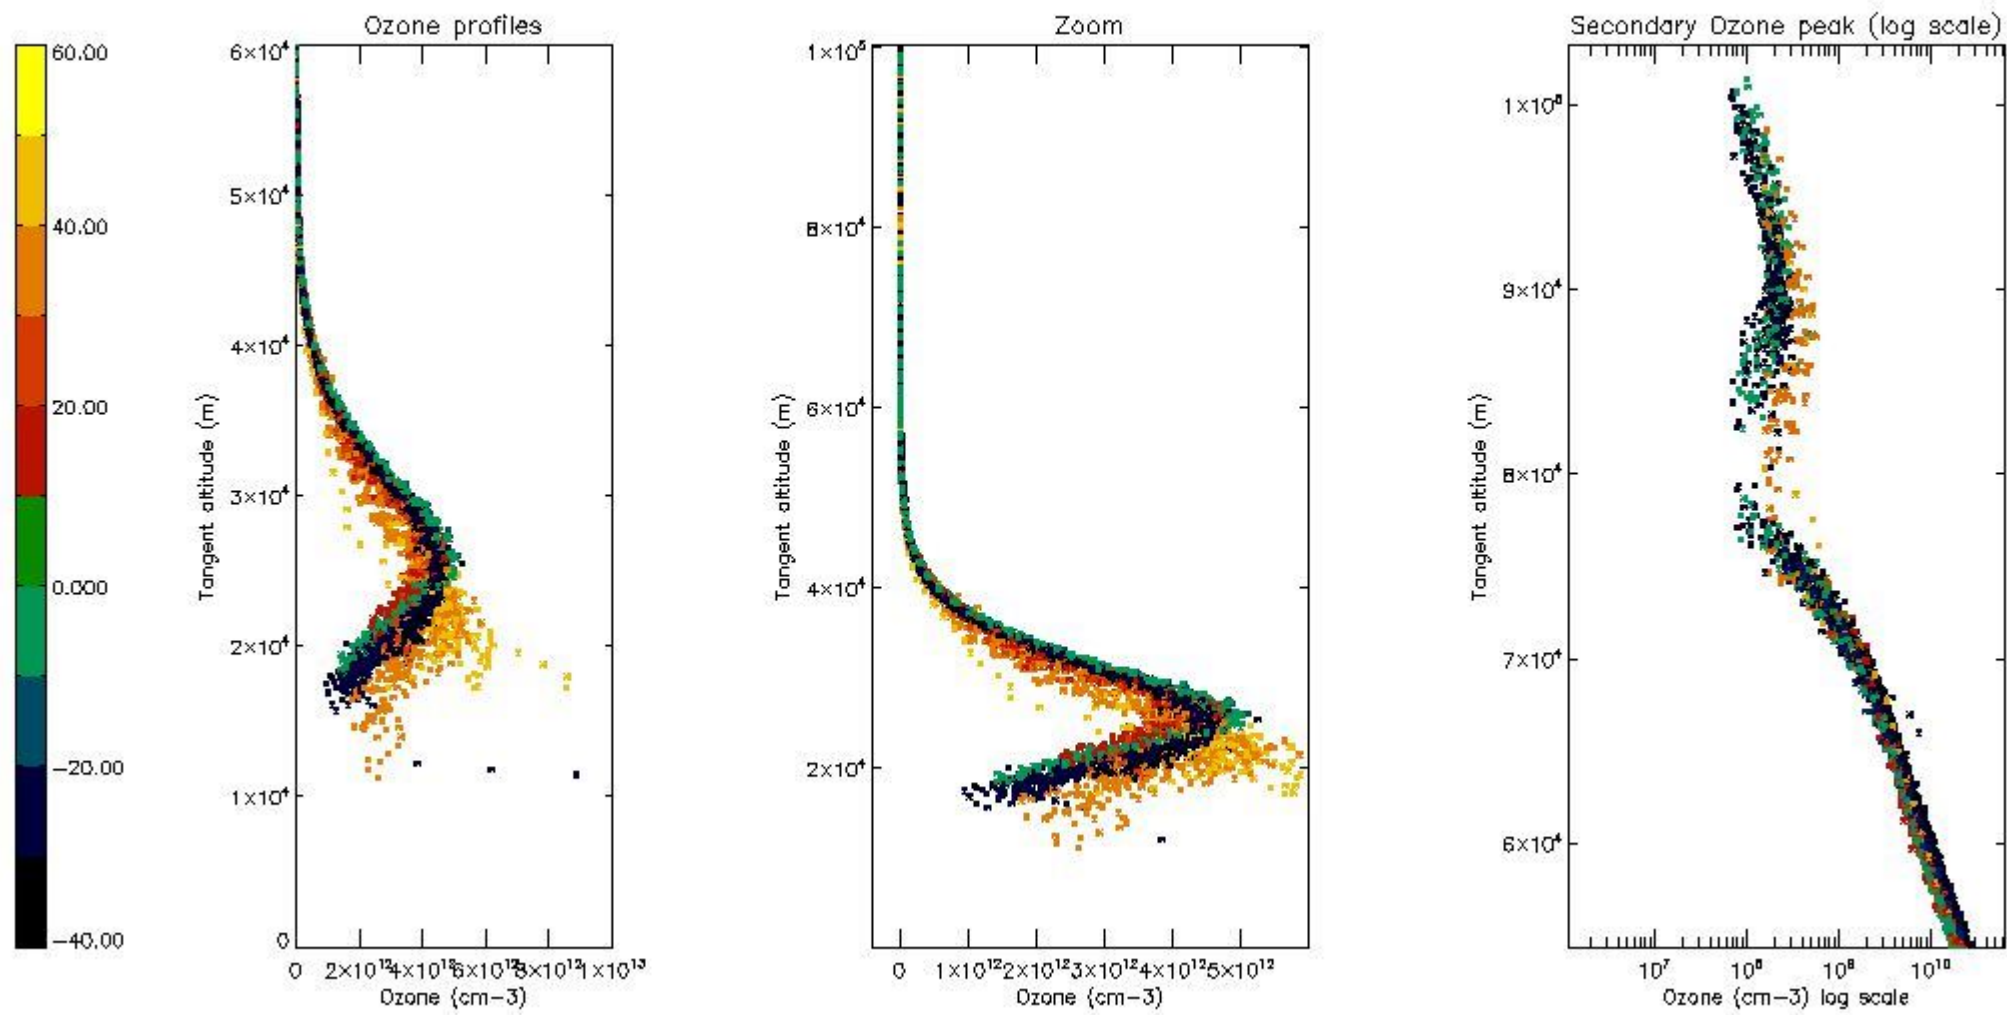 Ozone profiles
Zoom
Secondary Ozone peak (log scale)
60.00
40.00
20.00
0.000
−20.00
−40.00
6×10⁴
5×10⁴
4×10⁴
3×10⁴
2×10⁴
1×10⁴
0
Tangent altitude (m)
0 2×10¹² 4×10¹² 6×10¹² 8×10¹² 1×10¹³
Ozone (cm−3)
1×10⁵
8×10⁴
6×10⁴
4×10⁴
2×10⁴
Tangent altitude (m)
0 1×10¹² 2×10¹² 3×10¹² 4×10¹² 5×10¹²
Ozone (cm−3)
9×10⁴
8×10⁴
7×10⁴
6×10⁴
Tangent altitude (m)
10⁷ 10⁹ 10¹⁰
Ozone (cm−3) log scale